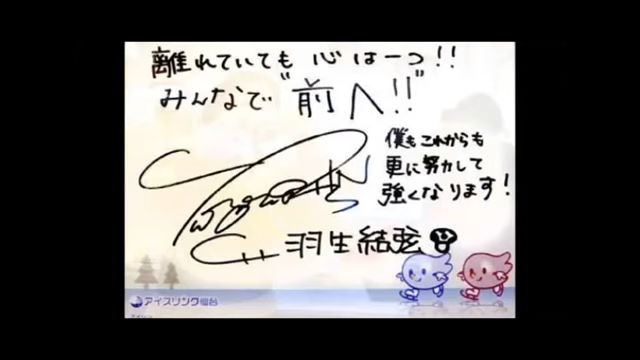 離れていても 心は一つ!!
みんなで"前へ!!"
僕もこれからも
更に努力して
強くなります!
羽生結弦
アイスリンク仙台